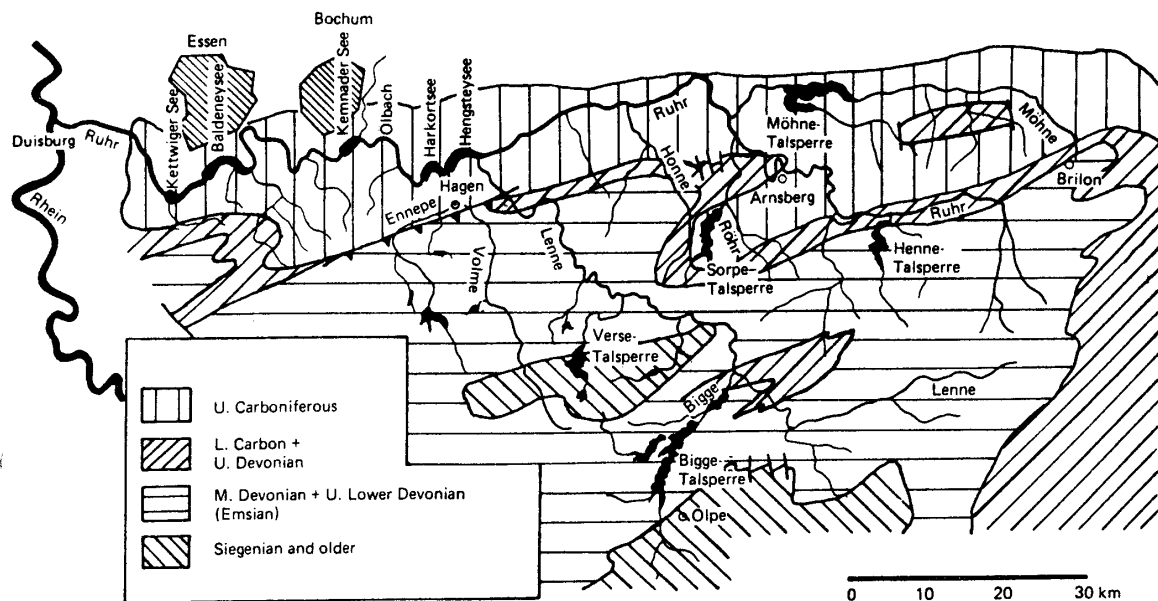 Bochum
Essen
Kettwiger See
Baldeneysee
Kemnader See
Olbach
Harkortsee
Hengsteysee
Ruhr
Möhne-
Talsperre
Möhne
Duisburg
Ruhr
Rhein
Hagen
Ennepe
Honne
Arnsberg
Brilon
Ruhr
Volme
Lenne
Röhr
Sorpe-
Talsperre
Henne-
Talsperre
Verse-
Talsperre
Bigge
Lenne
Bigge-
Talsperre
Olpe
U. Carboniferous
L. Carbon +
U. Devonian
M. Devonian + U. Lower Devonian
(Emsian)
Siegenian and older
0 10 20 30 km